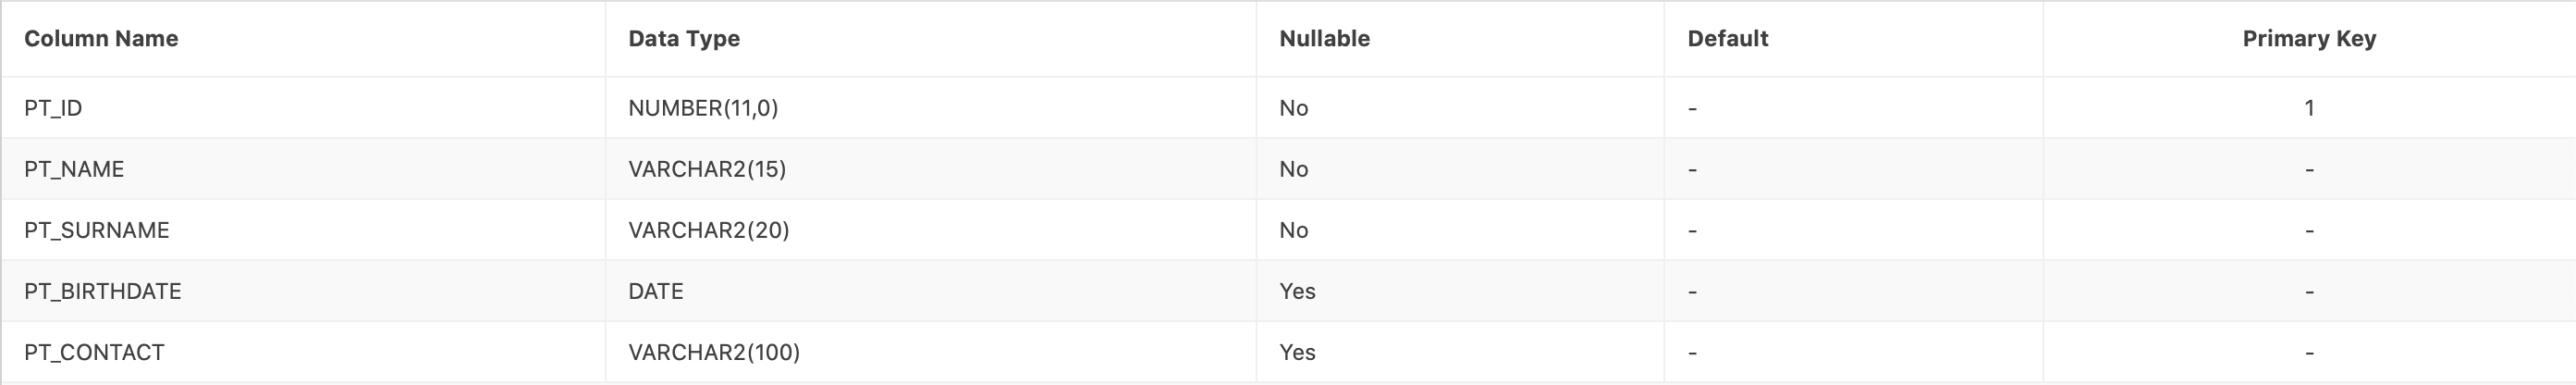 Column Name Data Type Nullable Default Primary Key
PT_ID NUMBER(11,0) No - 1
PT_NAME VARCHAR2(15) No - -
PT_SURNAME VARCHAR2(20) No - -
PT_BIRTHDATE DATE Yes - -
PT_CONTACT VARCHAR2(100) Yes - -